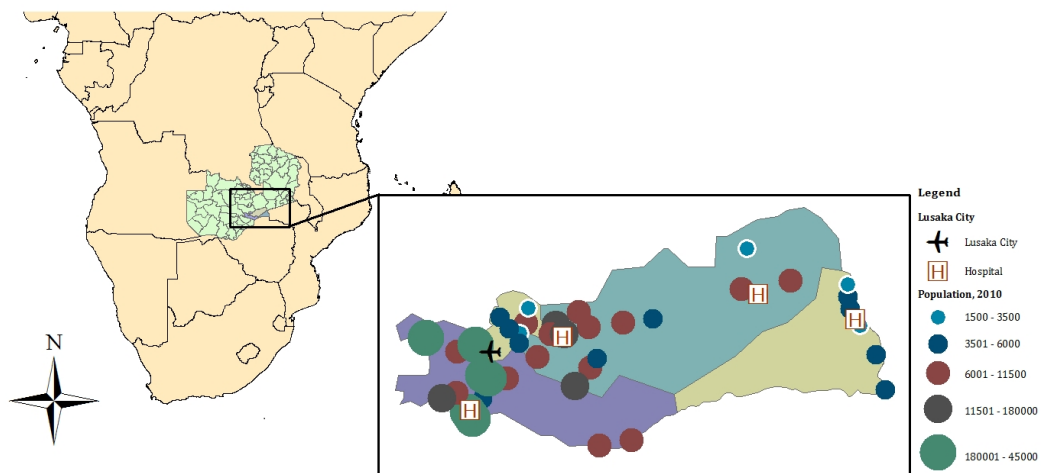 N
Legend
Lusaka City
Lusaka City
H Hospital
Population, 2010
1500 - 3500
3501 - 6000
6001 - 11500
11501 - 180000
180001 - 45000
H
H
H
H